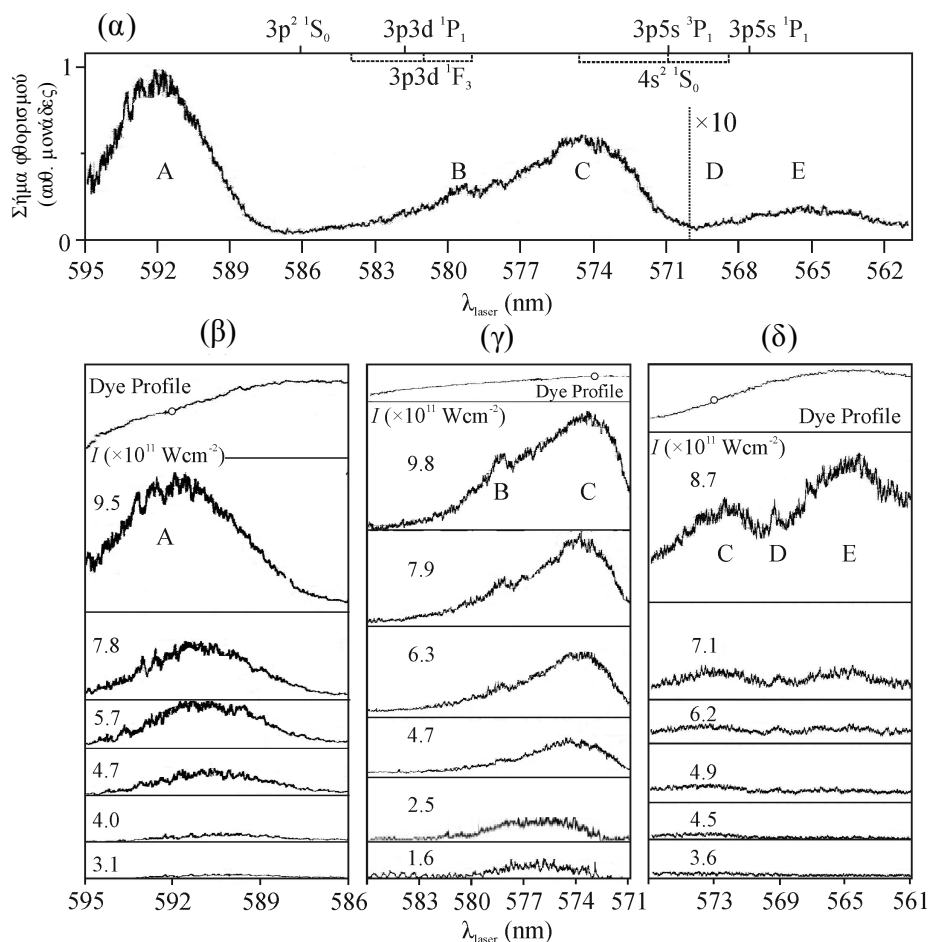 (α)
3p² ¹S₀ 3p3d ¹P₁ 3p5s ³P₁ 3p5s ¹P₁
3p3d ¹F₃ 4s² ¹S₀
Σήμα φθορισμού
(αυθ. μονάδες)
1
0.5
0
A B C ×10 D E
595 592 589 586 583 580 577 574 571 568 565 562
λ_laser (nm)
(β)
Dye Profile
I (×10¹¹ Wcm⁻²)
9.5
A
7.8
5.7
4.7
4.0
3.1
595 592 589 586
(γ)
Dye Profile
I (×10¹¹ Wcm⁻²)
9.8
B C
7.9
6.3
4.7
2.5
1.6
583 580 577 574 571
λ_laser (nm)
(δ)
Dye Profile
I (×10¹¹ Wcm⁻²)
8.7
C D E
7.1
6.2
4.9
4.5
3.6
573 569 565 561